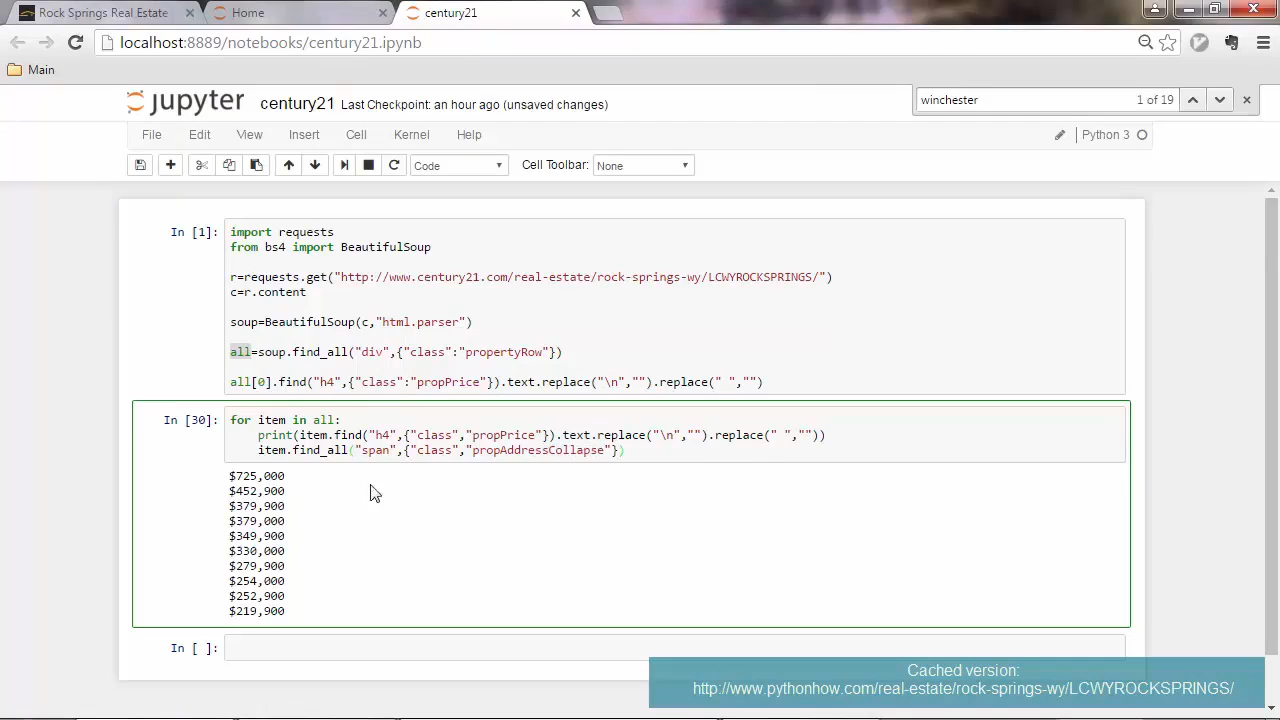 Rock Springs Real Estate
Home
century21
localhost:8889/notebooks/century21.ipynb
Main
jupyter century21 Last Checkpoint: an hour ago (unsaved changes)
winchester 1 of 19
File Edit View Insert Cell Kernel Help
Python 3
Code
Cell Toolbar: None
In [1]:
import requests
from bs4 import BeautifulSoup
r=requests.get("http://www.century21.com/real-estate/rock-springs-wy/LCWYROCKSPRINGS/")
c=r.content
soup=BeautifulSoup(c,"html.parser")
all=soup.find_all("div",{"class":"propertyRow"})
all[0].find("h4",{"class":"propPrice"}).text.replace("\n","").replace(" ","")
In [30]:
for item in all:
    print(item.find("h4",{"class","propPrice"}).text.replace("\n","").replace(" ",""))
    item.find_all("span",{"class","propAddressCollapse"})
$725,000
$452,900
$379,900
$379,000
$349,900
$330,000
$279,900
$254,000
$252,900
$219,900
In [ ]:
Cached version:
http://www.pythonhow.com/real-estate/rock-springs-wy/LCWYROCKSPRINGS/